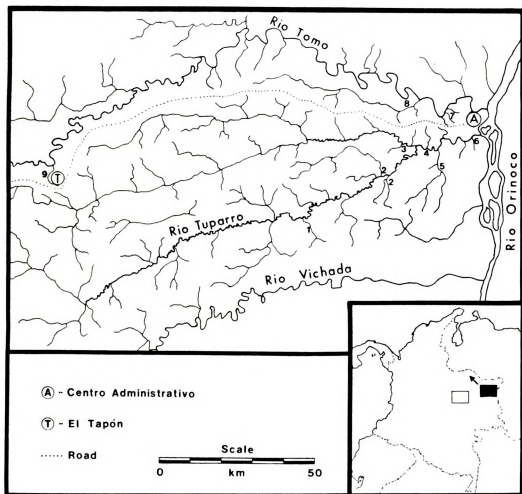 Rio Tomo
8
7
A
6
3
4
9
T
2
5
2
1
Rio Tuparro
Rio Vichada
Rio Orinoco
A - Centro Administrativo
T - El Tapón
Road
Scale
0 km 50